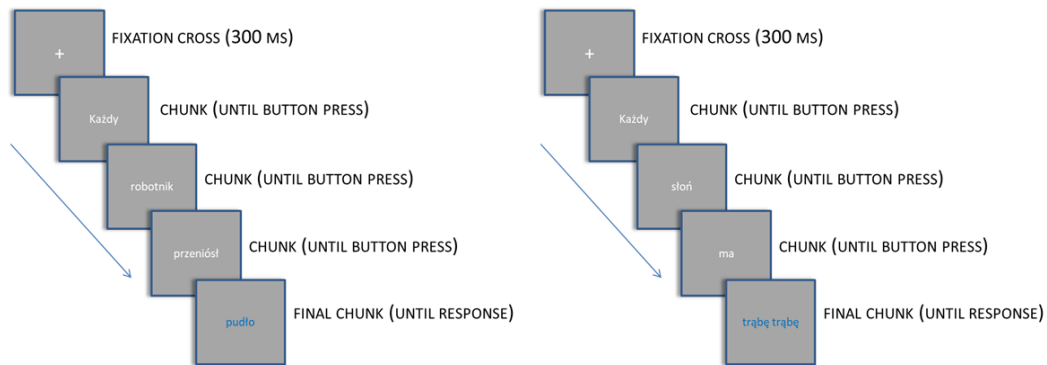 +
FIXATION CROSS (300 MS)
Każdy
CHUNK (UNTIL BUTTON PRESS)
robotnik
CHUNK (UNTIL BUTTON PRESS)
przeniósł
CHUNK (UNTIL BUTTON PRESS)
pudło
FINAL CHUNK (UNTIL RESPONSE)
+
FIXATION CROSS (300 MS)
Każdy
CHUNK (UNTIL BUTTON PRESS)
słoń
CHUNK (UNTIL BUTTON PRESS)
ma
CHUNK (UNTIL BUTTON PRESS)
trąbę trąbę
FINAL CHUNK (UNTIL RESPONSE)